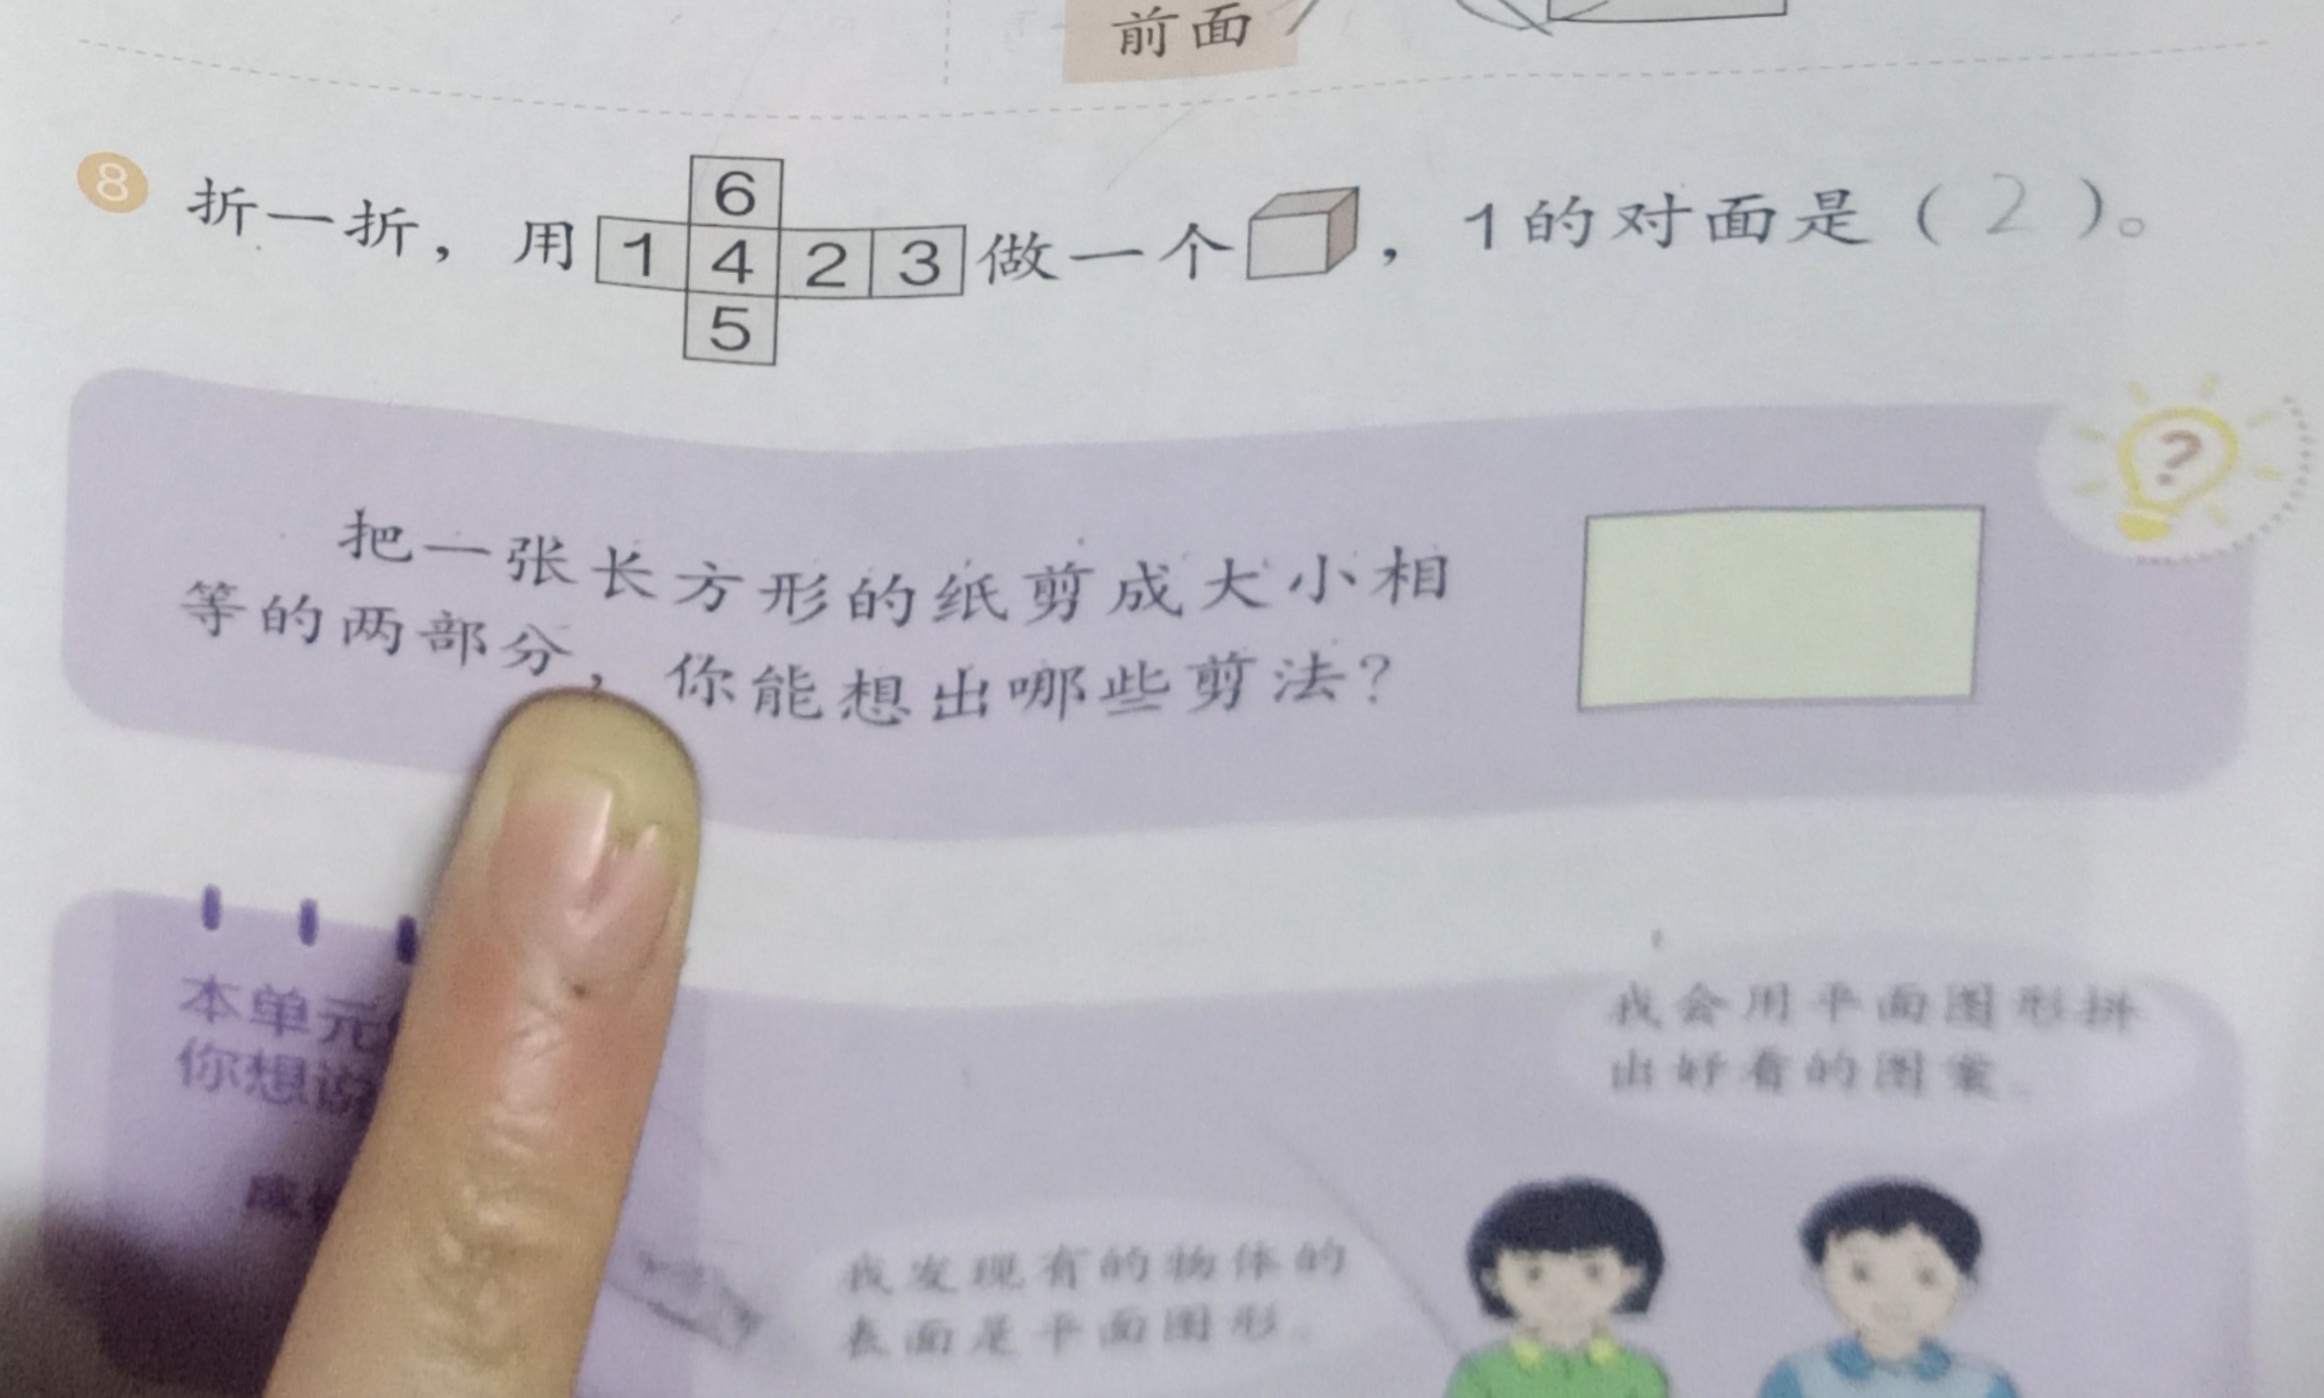 前面
8 折一折，用 6 1 4 2 3 5 做一个 ，1的对面是（2）。
把一张长方形的纸剪成大小相
等的两部分，你能想出哪些剪法？
?
本单元
你想说
我会用平面图形拼
出好看的图案。
我发现有的物体的
表面是平面图形。